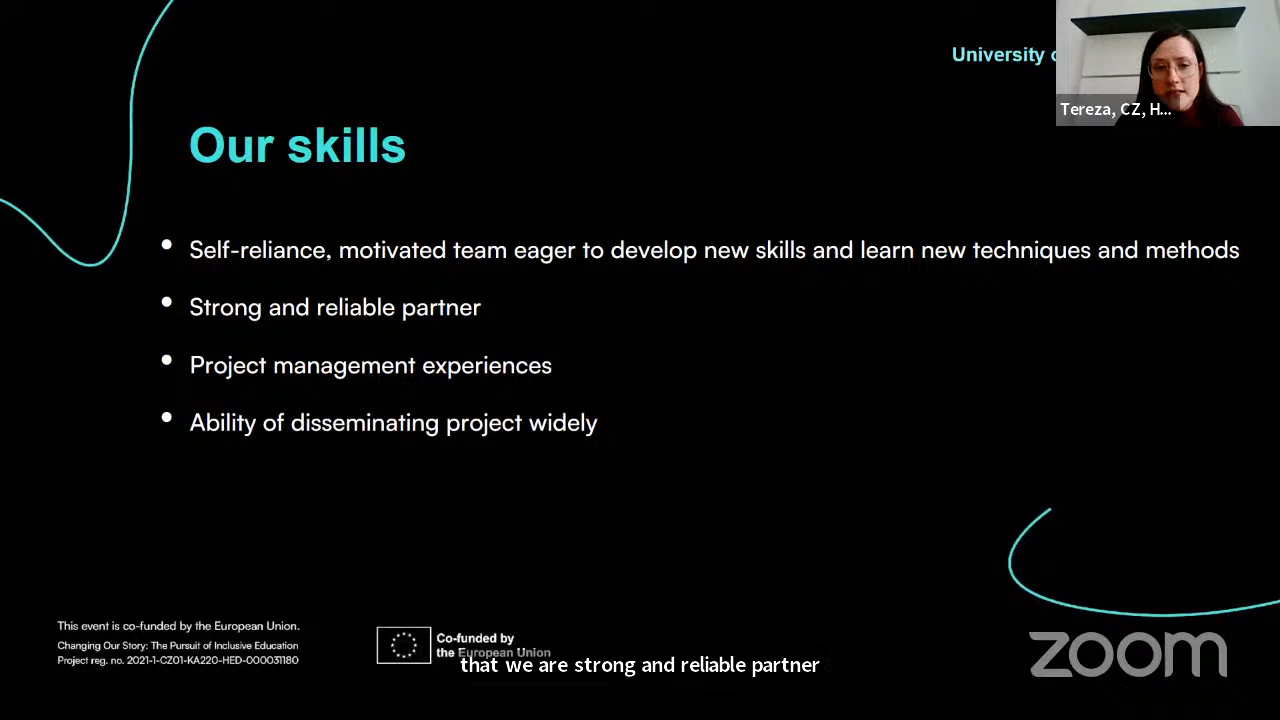 University
Tereza, CZ, H...
Our skills
Self-reliance, motivated team eager to develop new skills and learn new techniques and methods
Strong and reliable partner
Project management experiences
Ability of disseminating project widely
This event is co-funded by the European Union.
Changing Our Story: The Pursuit of Inclusive Education
Project reg. no. 2021-1-CZ01-KA220-HED-000031180
Co-funded by
the European Union
that we are strong and reliable partner
zoom